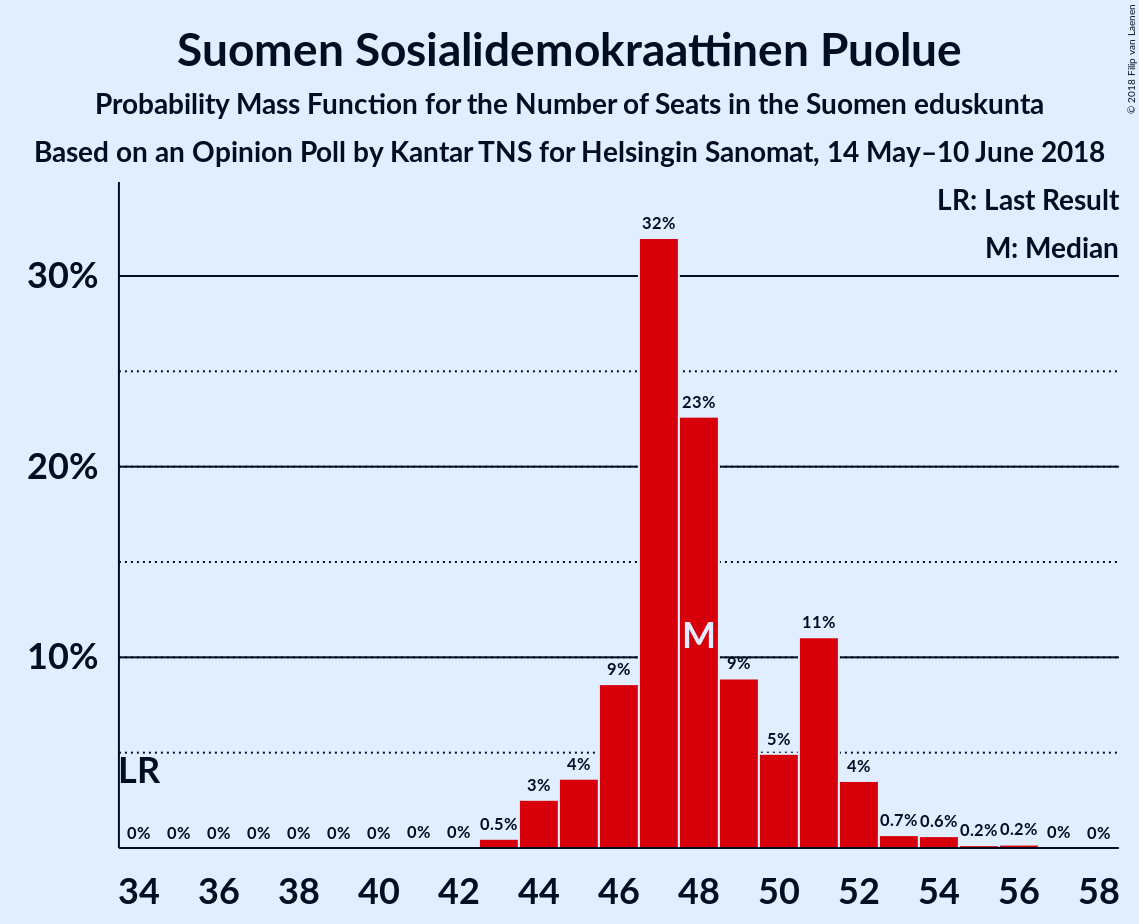 Suomen Sosialidemokraattinen Puolue
Probability Mass Function for the Number of Seats in the Suomen eduskunta
Based on an Opinion Poll by Kantar TNS for Helsingin Sanomat, 14 May–10 June 2018
© 2018 Filip van Laenen
LR: Last Result
M: Median
30%
20%
10%
LR
M
0% 0% 0% 0% 0% 0% 0% 0% 0% 0.5% 3% 4% 9% 32% 23% 9% 5% 11% 4% 0.7% 0.6% 0.2% 0.2% 0% 0%
34 36 38 40 42 44 46 48 50 52 54 56 58